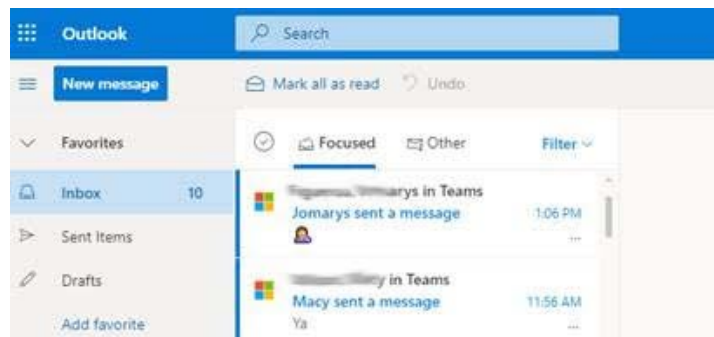 Outlook
Search
New message
Mark all as read
Undo
Favorites
Focused
Other
Filter
Inbox 10
arys in Teams
Jomarys sent a message
1:06 PM
...
Sent Items
Drafts
in Teams
Macy sent a message
11:56 AM
Ya
...
Add favorite